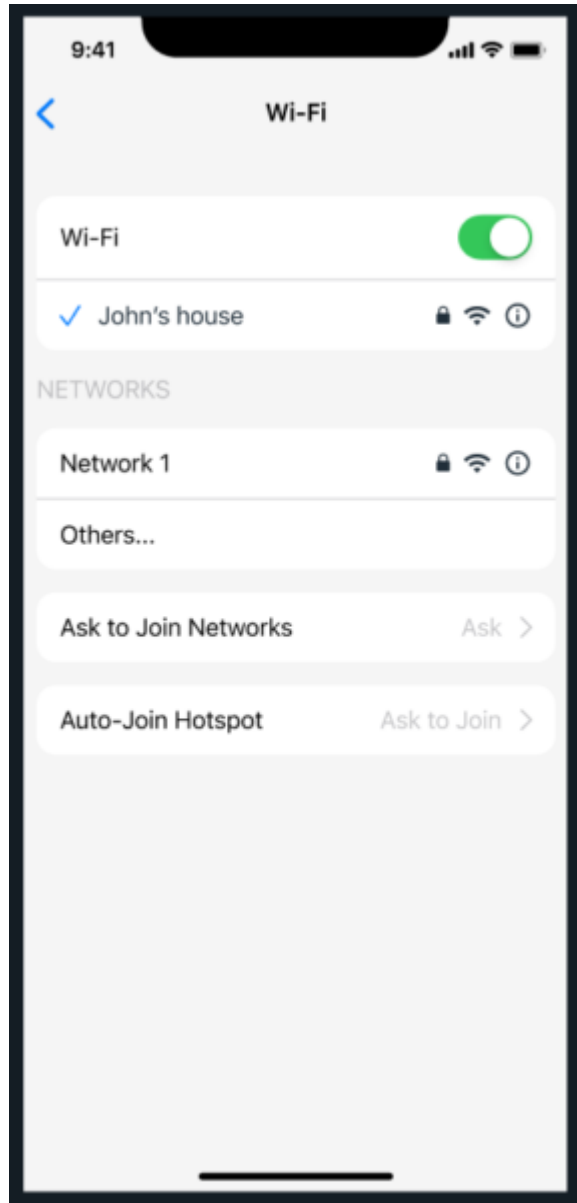 9:41
Wi-Fi
Wi-Fi
John's house
NETWORKS
Network 1
Others...
Ask to Join Networks Ask
Auto-Join Hotspot Ask to Join